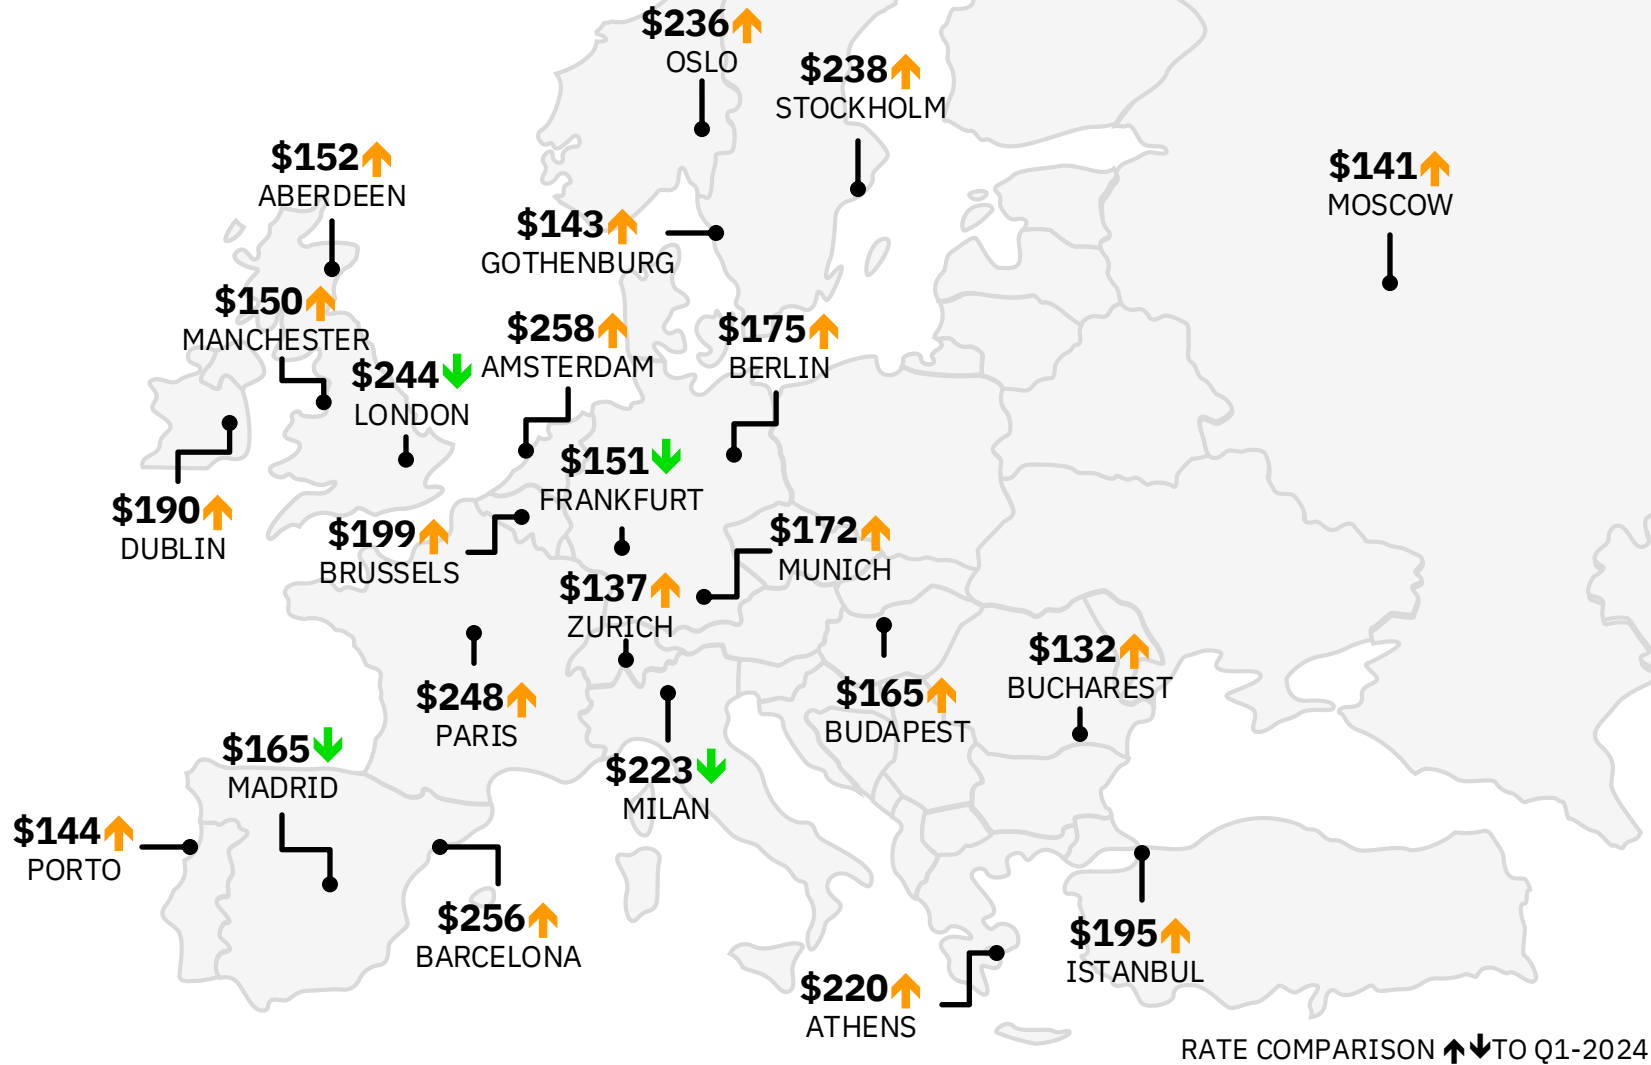 $236
OSLO
$238
STOCKHOLM
$152
ABERDEEN
$141
MOSCOW
$143
GOTHENBURG
$150
MANCHESTER
$258
AMSTERDAM
$175
BERLIN
$244
LONDON
$151
FRANKFURT
$190
DUBLIN
$199
BRUSSELS
$172
MUNICH
$137
ZURICH
$132
BUCHAREST
$248
PARIS
$165
BUDAPEST
$165
MADRID
$223
MILAN
$144
PORTO
$256
BARCELONA
$195
ISTANBUL
$220
ATHENS
RATE COMPARISON TO Q1-2024